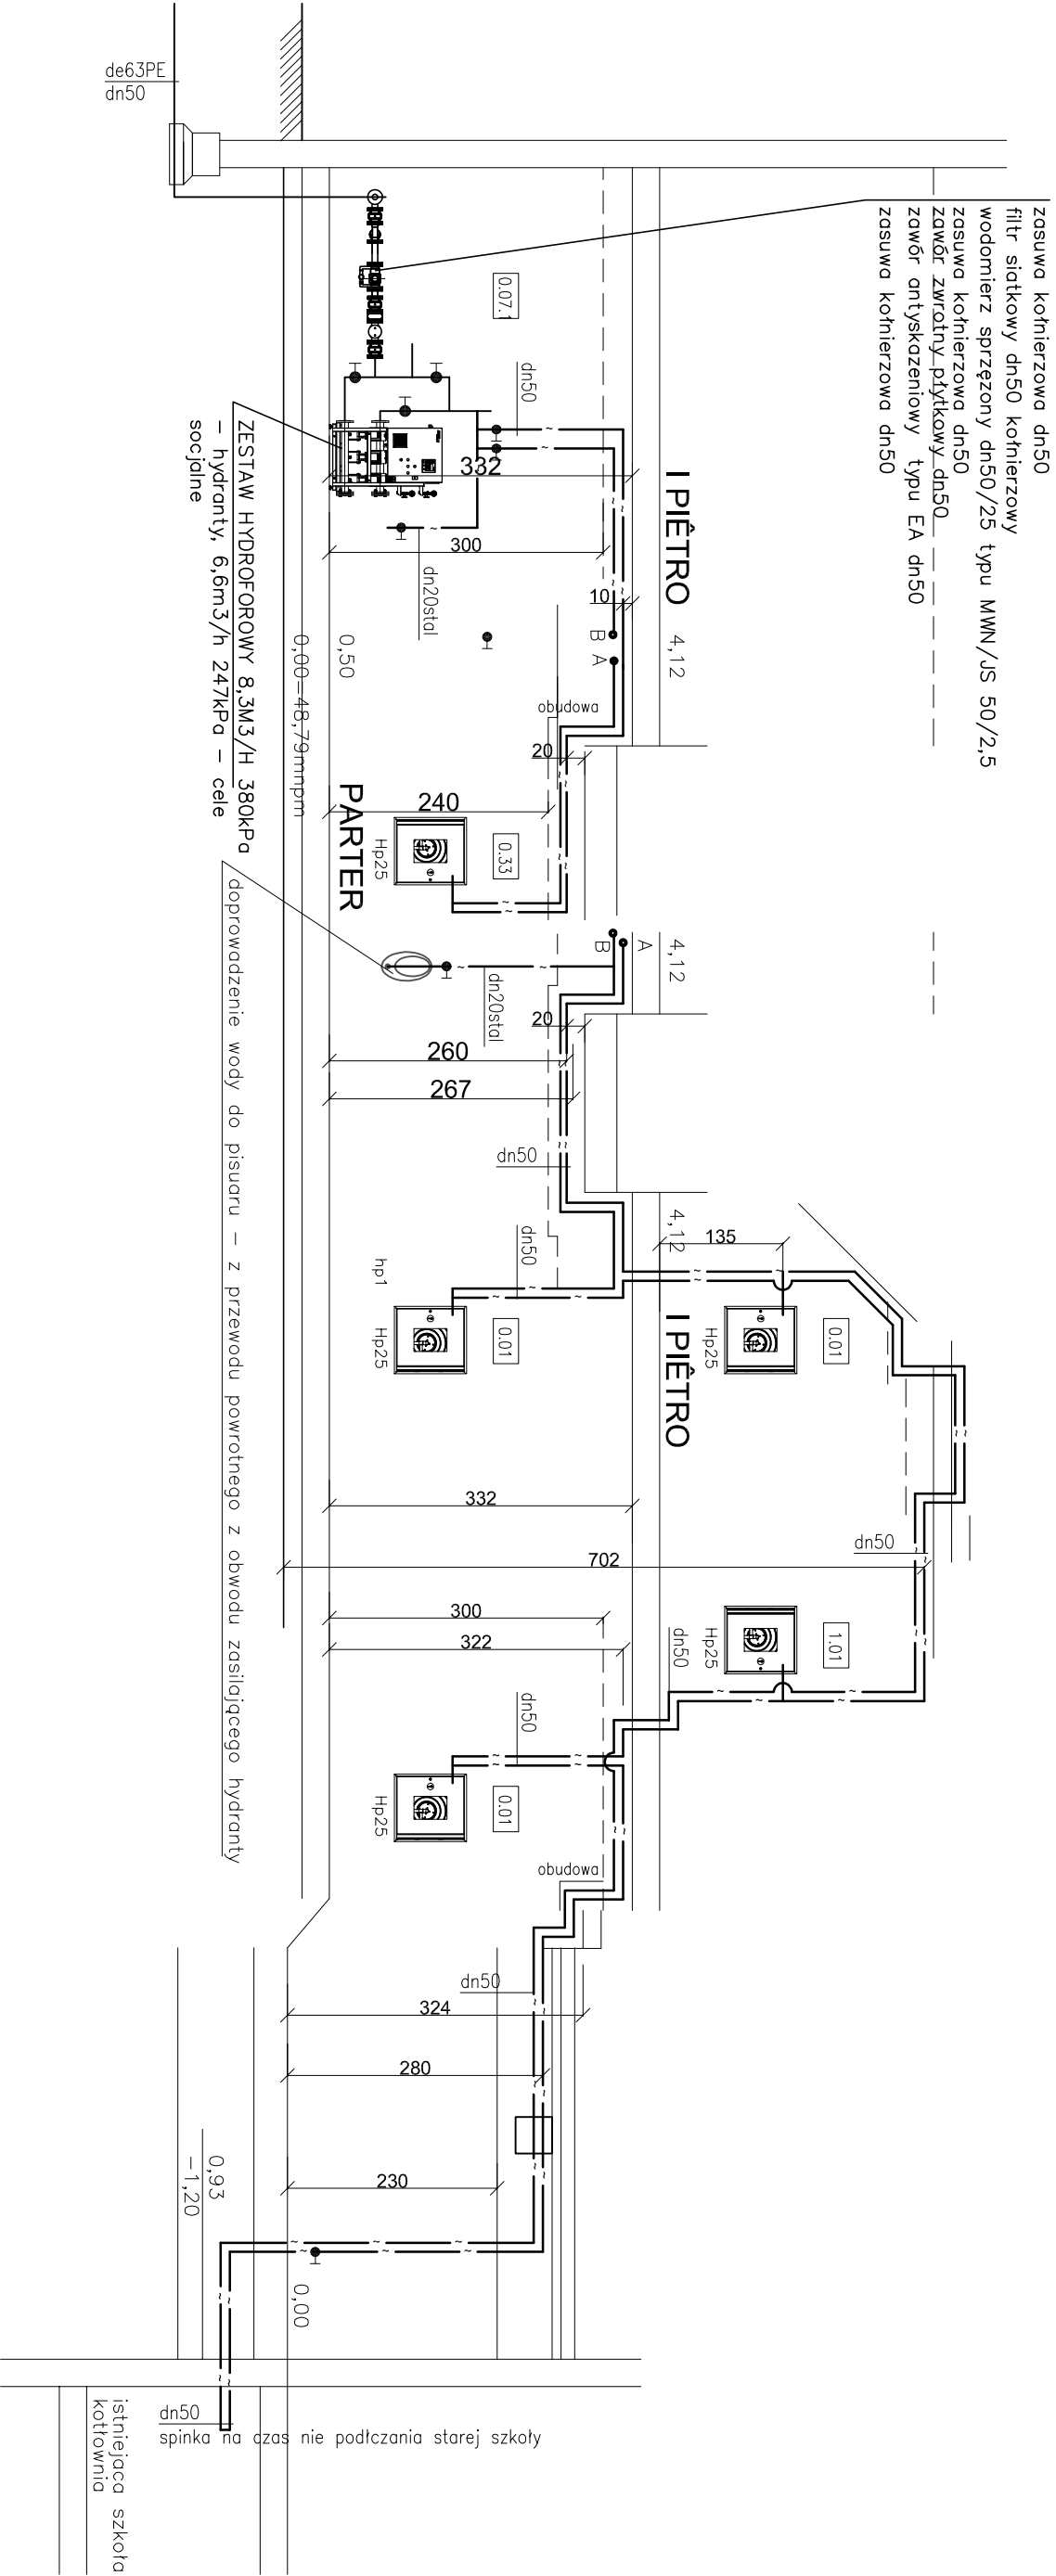 zasuwa kołnierzowa dn50
filtr siatkowy dn50 kołnierzowy
wodomierz sprzężony dn50/25 typu MWN/JS 50/2,5
zasuwa kołnierzowa dn50
zawór zwrotny płytkowy dn50
zawór antyskażeniowy typu EA dn50
zasuwa kołnierzowa dn50
de63PE
dn50
0.07.1
dn50
332
300
dn20stal
10
B
A
I PIÊTRO
4,12
0,50
0,00=48,79mnpm
ZESTAW HYDROFOROWY 8,3M3/H 380kPa
– hydranty, 6,6m3/h 247kPa – cele
socjalne
obudowa
20
240
PARTER
0.33
Hp25
4,12
A
B
dn20stal
20
260
267
dn50
doprowadzenie wody do pisuaru – z przewodu powrotnego z obwodu zasilającego hydranty
4,12
135
dn50
hp1
Hp25
0.01
I PIÊTRO
Hp25
0.01
332
702
dn50
300
322
dn50
Hp25
1.01
dn50
Hp25
0.01
obudowa
dn50
324
280
230
0,93
–1,20
0,00
dn50
spinka na czas nie podłczania starej szkoły
istniejąca szkoła
kotłownia